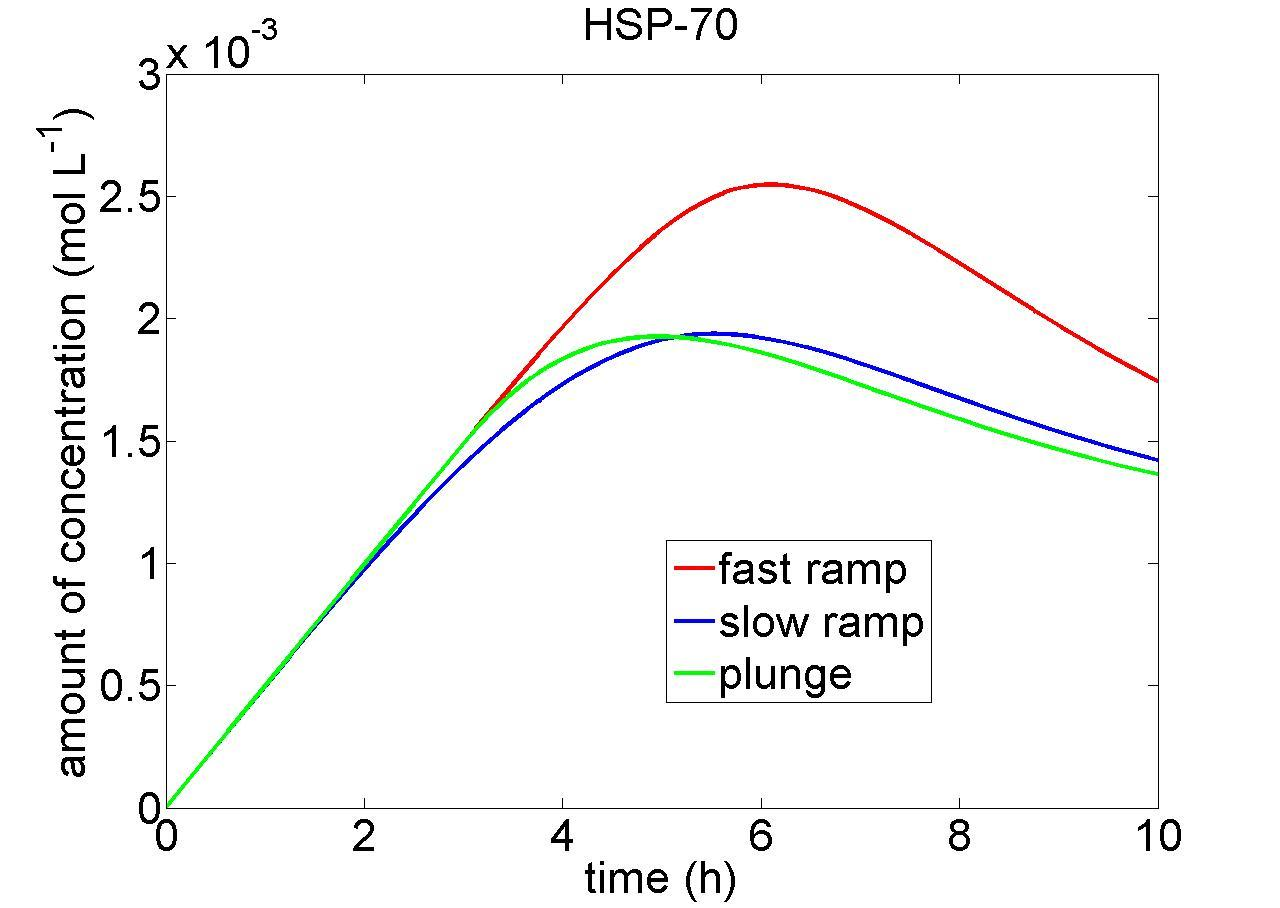 HSP-70
x 10-3
3
2.5
2
1.5
1
0.5
0
amount of concentration (mol L-1)
fast ramp
slow ramp
plunge
0 2 4 6 8 10
time (h)